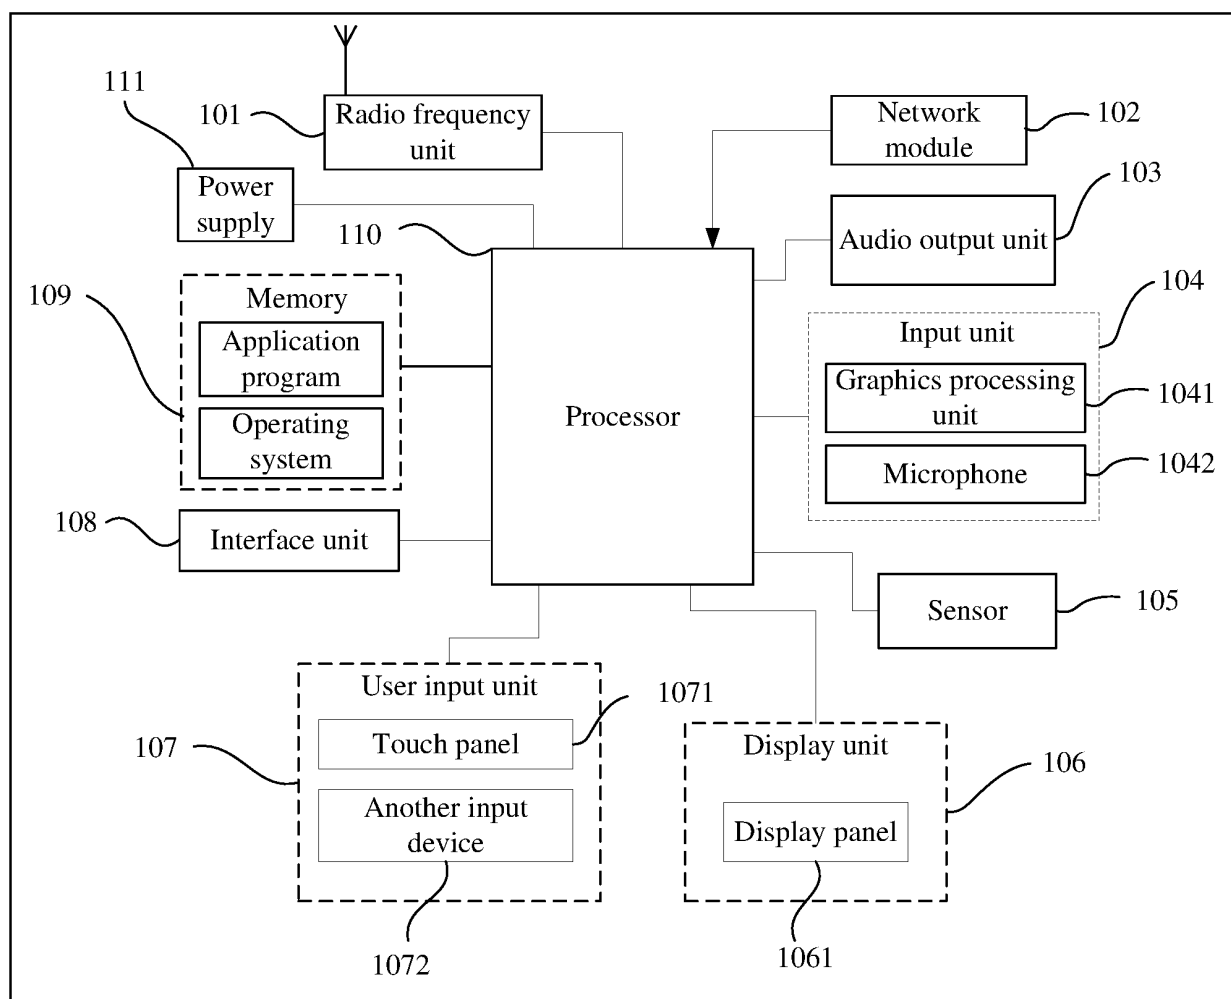 111
101
Radio frequency
unit
Network
module
102
Power
supply
103
110
Audio output unit
109
Memory
104
Application
program
Input unit
Graphics processing
unit
1041
Operating
system
Processor
Microphone
1042
108
Interface unit
Sensor
105
User input unit
1071
107
Touch panel
Display unit
106
Another input
device
Display panel
1072
1061